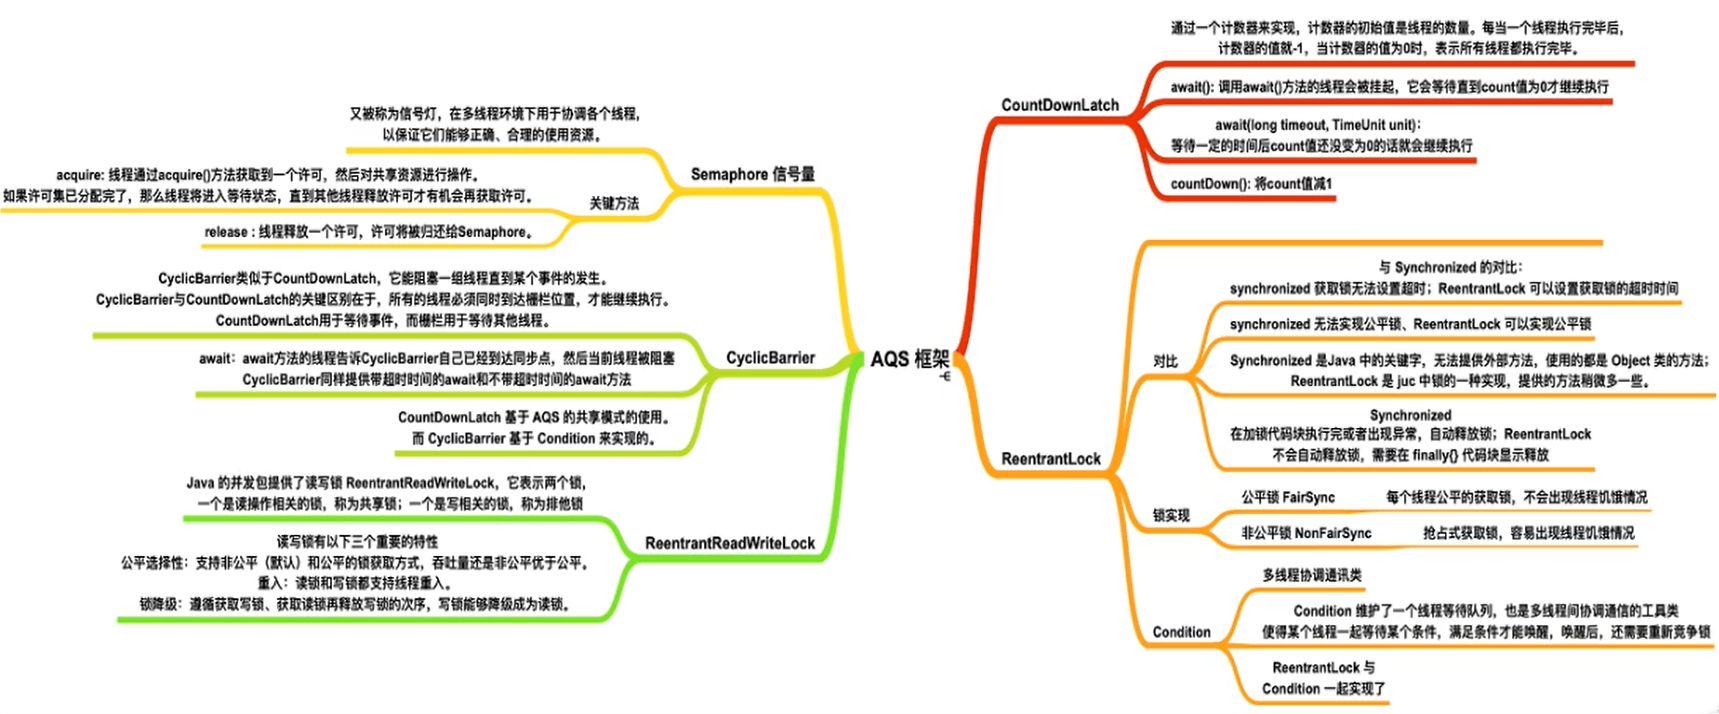 AQS 框架
CountDownLatch
通过一个计数器来实现，计数器的初始值是线程的数量。每当一个线程执行完毕后，
计数器的值就-1，当计数器的值为0时，表示所有线程都执行完毕。
await(): 调用await()方法的线程会被挂起，它会等待直到count值为0才继续执行
await(long timeout, TimeUnit unit)：
等待一定的时间后count值还没变为0的话就会继续执行
countDown(): 将count值减1
ReentrantLock
对比
与 Synchronized 的对比：
synchronized 获取锁无法设置超时；ReentrantLock 可以设置获取锁的超时时间
synchronized 无法实现公平锁、ReentrantLock 可以实现公平锁
Synchronized 是Java 中的关键字，无法提供外部方法，使用的都是 Object 类的方法；
ReentrantLock 是 juc 中锁的一种实现，提供的方法稍微多一些。
Synchronized
在加锁代码块执行完或者出现异常，自动释放锁；ReentrantLock
不会自动释放锁，需要在 finally{} 代码块显示释放
锁实现
公平锁 FairSync
每个线程公平的获取锁，不会出现线程饥饿情况
非公平锁 NonFairSync
抢占式获取锁，容易出现线程饥饿情况
Condition
多线程协调通讯类
Condition 维护了一个线程等待队列，也是多线程间协调通信的工具类
使得某个线程一起等待某个条件，满足条件才能唤醒，唤醒后，还需要重新竞争锁
ReentrantLock 与
Condition 一起实现了
Semaphore 信号量
又被称为信号灯，在多线程环境下用于协调各个线程，
以保证它们能够正确、合理的使用资源。
关键方法
acquire: 线程通过acquire()方法获取到一个许可，然后对共享资源进行操作。
如果许可集已分配完了，那么线程将进入等待状态，直到其他线程释放许可才有机会再获取许可。
release : 线程释放一个许可，许可将被归还给Semaphore。
CyclicBarrier
CyclicBarrier类似于CountDownLatch，它能阻塞一组线程直到某个事件的发生。
CyclicBarrier与CountDownLatch的关键区别在于，所有的线程必须同时到达栅栏位置，才能继续执行。
CountDownLatch用于等待事件，而栅栏用于等待其他线程。
await：await方法的线程告诉CyclicBarrier自己已经到达同步点，然后当前线程被阻塞
CyclicBarrier同样提供带超时时间的await和不带超时时间的await方法
CountDownLatch 基于 AQS 的共享模式的使用。
而 CyclicBarrier 基于 Condition 来实现的。
ReentrantReadWriteLock
Java 的并发包提供了读写锁 ReentrantReadWriteLock，它表示两个锁，
一个是读操作相关的锁，称为共享锁；一个是写相关的锁，称为排他锁
读写锁有以下三个重要的特性
公平选择性：支持非公平（默认）和公平的锁获取方式，吞吐量还是非公平优于公平。
重入：读锁和写锁都支持线程重入。
锁降级：遵循获取写锁、获取读锁再释放写锁的次序，写锁能够降级成为读锁。